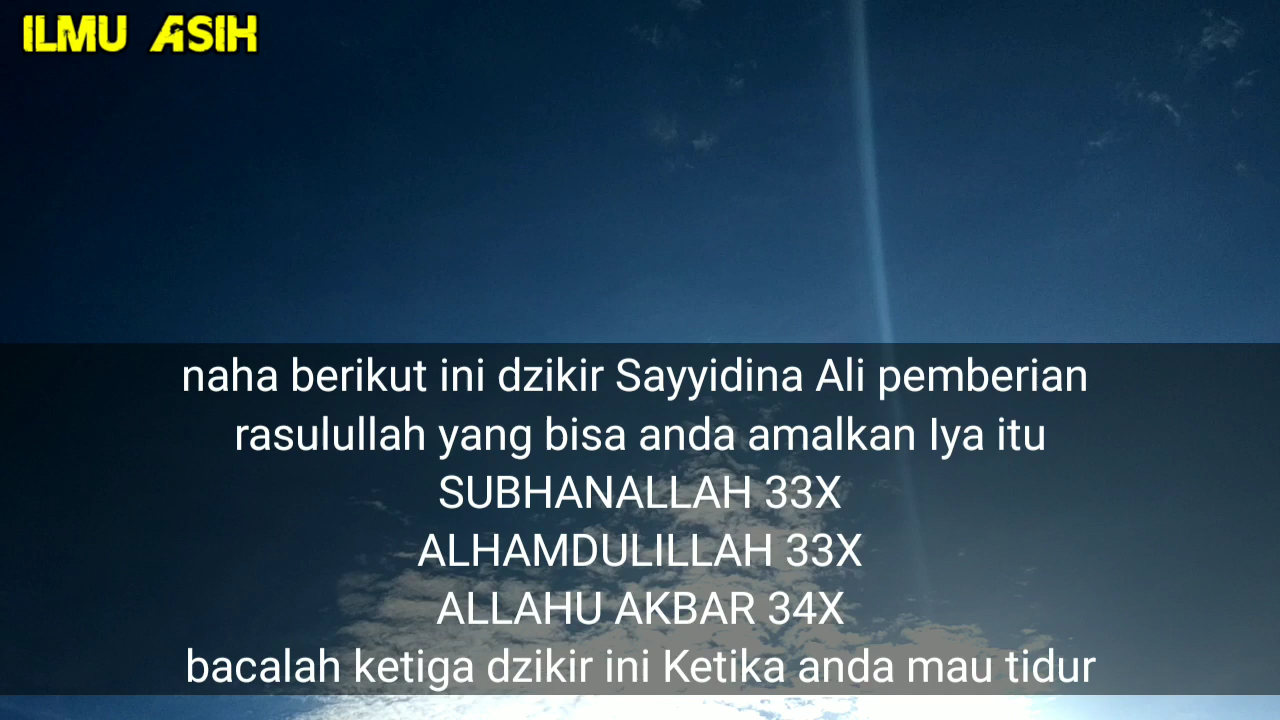 ILMU ASIH
naha berikut ini dzikir Sayyidina Ali pemberian
rasulullah yang bisa anda amalkan Iya itu
SUBHANALLAH 33X
ALHAMDULILLAH 33X
ALLAHU AKBAR 34X
bacalah ketiga dzikir ini Ketika anda mau tidur